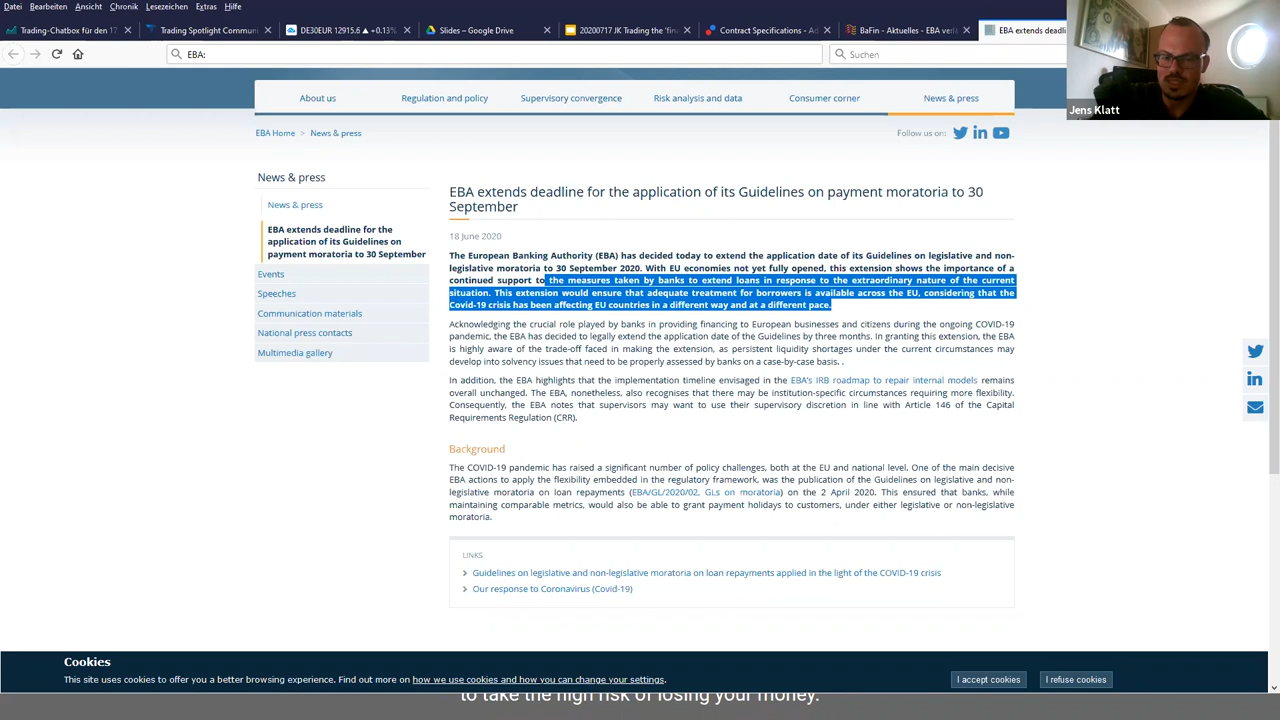 Datei Bearbeiten Ansicht Chronik Lesezeichen Extras Hilfe
Trading-Chatbox für den 17
Trading Spotlight Commun
DE30EUR 12915.6 ▲ +0.13%
Slides – Google Drive
20200717 JK Trading the 'fina
Contract Specifications - Ad
BaFin - Aktuelles - EBA verl
EBA extends deadli
EBA:
Suchen
Jens Klatt
About us
Regulation and policy
Supervisory convergence
Risk analysis and data
Consumer corner
News & press
EBA Home > News & press
Follow us on:
News & press
News & press
EBA extends deadline for the
application of its Guidelines on
payment moratoria to 30 September
Events
Speeches
Communication materials
National press contacts
Multimedia gallery
EBA extends deadline for the application of its Guidelines on payment moratoria to 30
September
18 June 2020
The European Banking Authority (EBA) has decided today to extend the application date of its Guidelines on legislative and non-
legislative moratoria to 30 September 2020. With EU economies not yet fully opened, this extension shows the importance of a
continued support to the measures taken by banks to extend loans in response to the extraordinary nature of the current
situation. This extension would ensure that adequate treatment for borrowers is available across the EU, considering that the
Covid-19 crisis has been affecting EU countries in a different way and at a different pace.
Acknowledging the crucial role played by banks in providing financing to European businesses and citizens during the ongoing COVID-19
pandemic, the EBA has decided to legally extend the application date of the Guidelines by three months. In granting this extension, the EBA
is highly aware of the trade-off faced in making the extension, as persistent liquidity shortages under the current circumstances may
develop into solvency issues that need to be properly assessed by banks on a case-by-case basis. .
In addition, the EBA highlights that the implementation timeline envisaged in the EBA's IRB roadmap to repair internal models remains
overall unchanged. The EBA, nonetheless, also recognises that there may be institution-specific circumstances requiring more flexibility.
Consequently, the EBA notes that supervisors may want to use their supervisory discretion in line with Article 146 of the Capital
Requirements Regulation (CRR).
Background
The COVID-19 pandemic has raised a significant number of policy challenges, both at the EU and national level. One of the main decisive
EBA actions to apply the flexibility embedded in the regulatory framework, was the publication of the Guidelines on legislative and non-
legislative moratoria on loan repayments (EBA/GL/2020/02, GLs on moratoria) on the 2 April 2020. This ensured that banks, while
maintaining comparable metrics, would also be able to grant payment holidays to customers, under either legislative or non-legislative
moratoria.
LINKS
Guidelines on legislative and non-legislative moratoria on loan repayments applied in the light of the COVID-19 crisis
Our response to Coronavirus (Covid-19)
Cookies
This site uses cookies to offer you a better browsing experience. Find out more on how we use cookies and how you can change your settings.
I accept cookies
I refuse cookies
to take the high risk of losing your money.